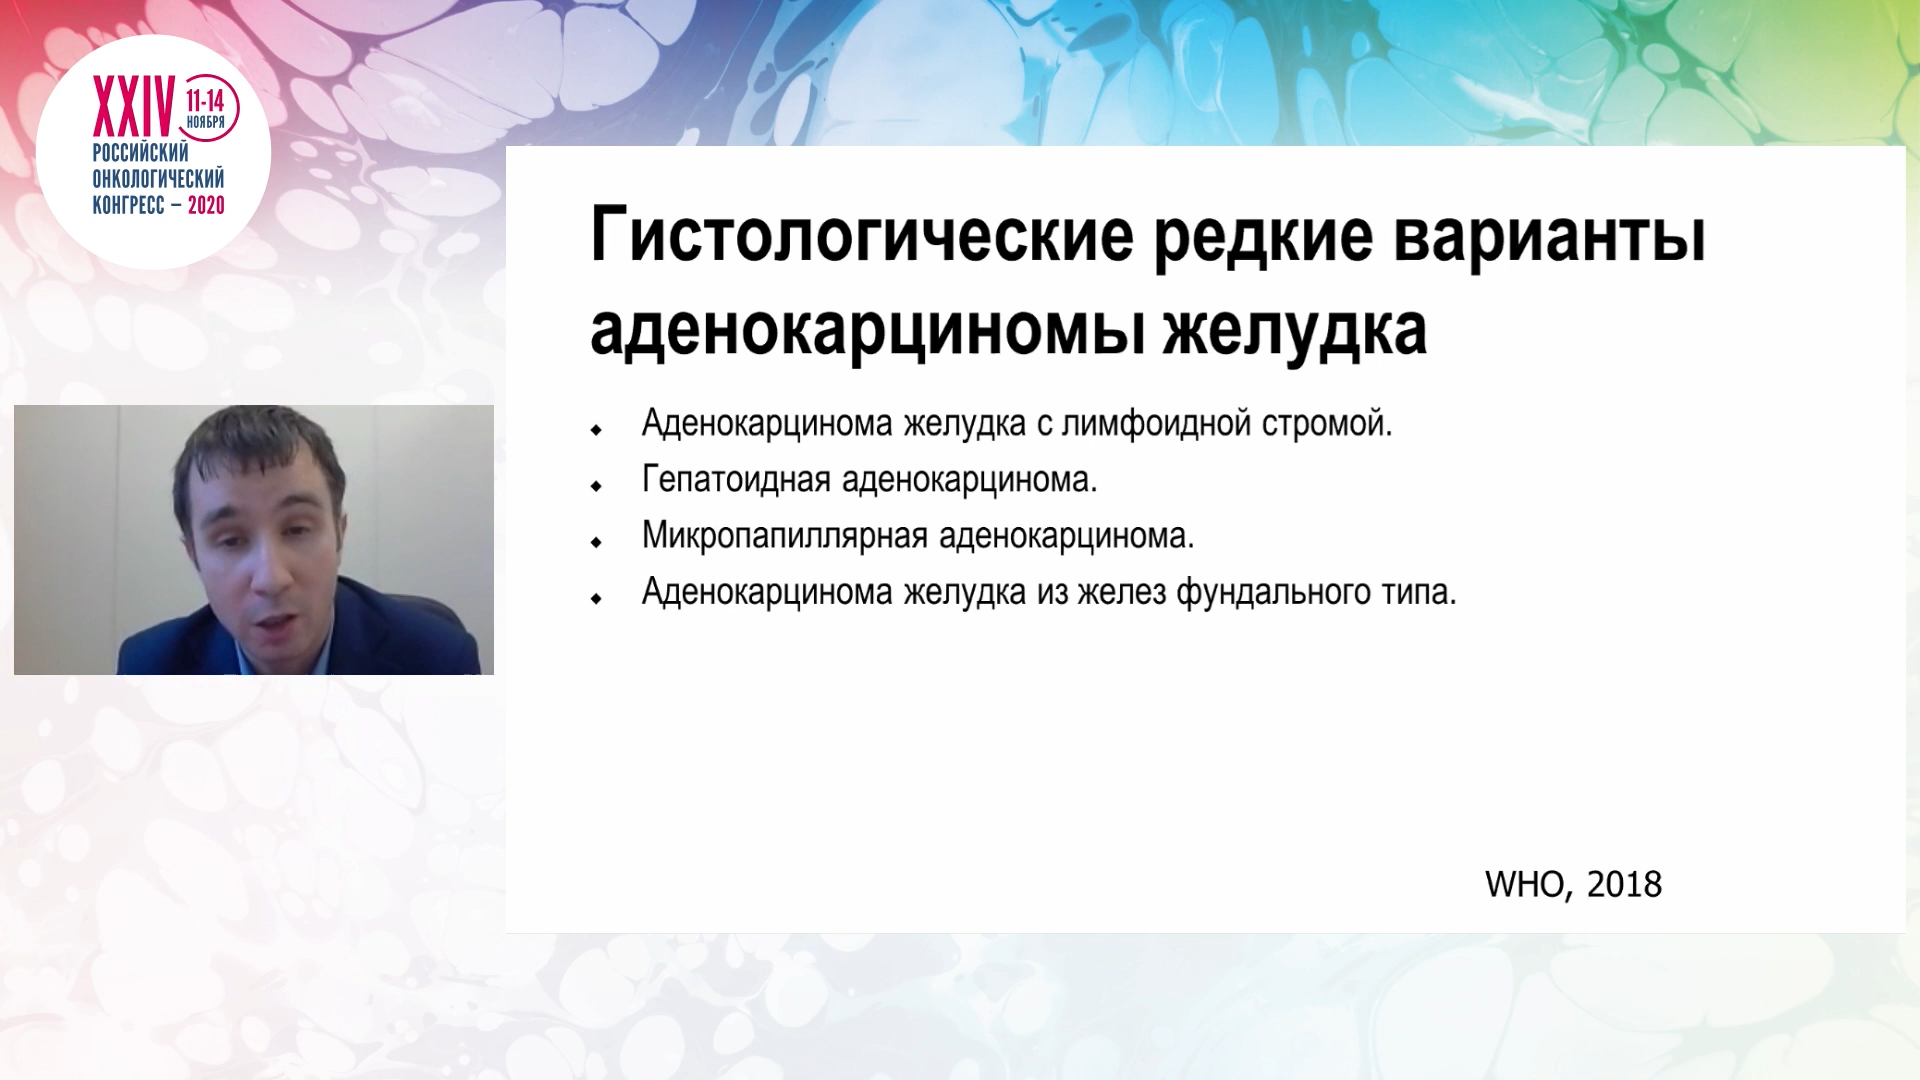 XXIV 11-14
НОЯБРЯ
РОССИЙСКИЙ
ОНКОЛОГИЧЕСКИЙ
КОНГРЕСС – 2020
Гистологические редкие варианты
аденокарциномы желудка
Аденокарцинома желудка с лимфоидной стромой.
Гепатоидная аденокарцинома.
Микропапиллярная аденокарцинома.
Аденокарцинома желудка из желез фундального типа.
WHO, 2018